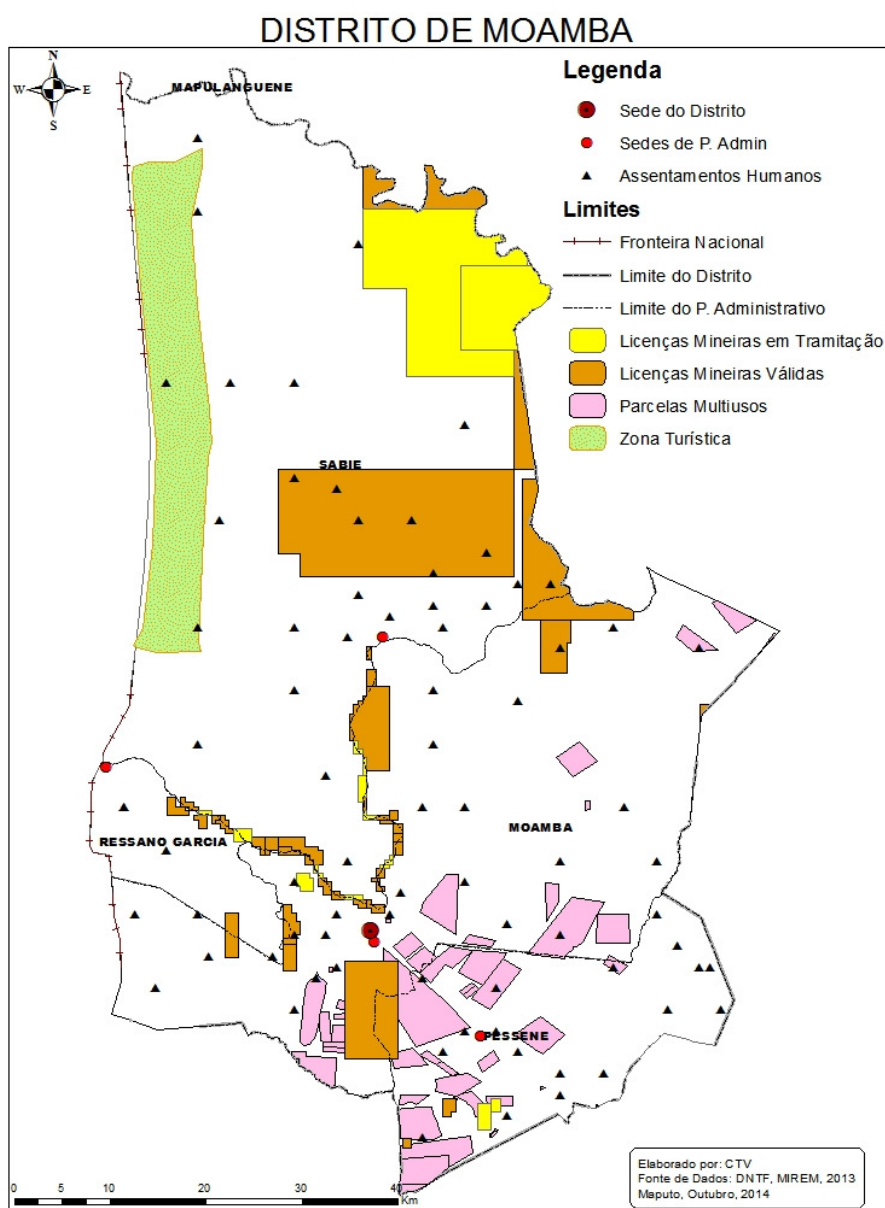 DISTRITO DE MOAMBA
N
W E
S
MAPULANGUENE
Legenda
Sede do Distrito
Sedes de P. Admin
Assentamentos Humanos
Limites
Fronteira Nacional
Limite do Distrito
Limite do P. Administrativo
Licenças Mineiras em Tramitação
Licenças Mineiras Válidas
Parcelas Multiusos
Zona Turística
SABIE
MOAMBA
RESSANO GARCIA
PESSENE
Elaborado por: CTV
Fonte de Dados: DNTF, MIREM, 2013
Maputo, Outubro, 2014
0 5 10 20 30 40
Km